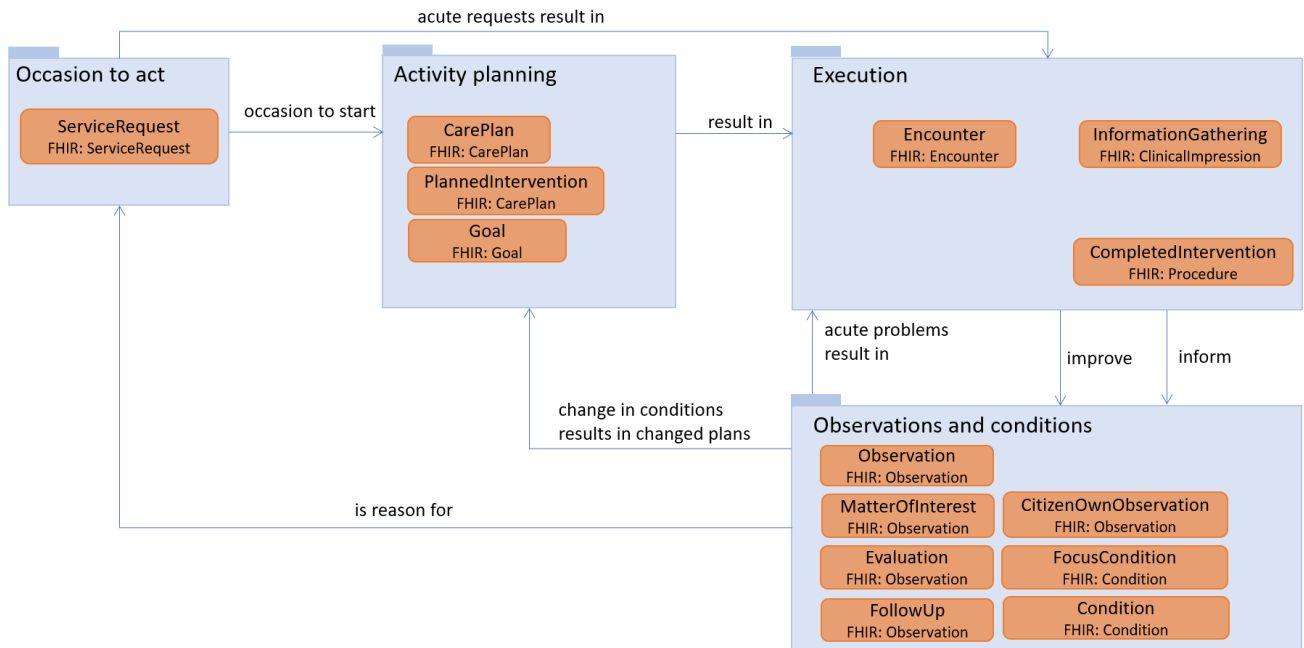 acute requests result in
Occasion to act
ServiceRequest
FHIR: ServiceRequest
occasion to start
Activity planning
CarePlan
FHIR: CarePlan
PlannedIntervention
FHIR: CarePlan
Goal
FHIR: Goal
result in
Execution
Encounter
FHIR: Encounter
InformationGathering
FHIR: ClinicalImpression
CompletedIntervention
FHIR: Procedure
acute problems
result in
improve
inform
change in conditions
results in changed plans
is reason for
Observations and conditions
Observation
FHIR: Observation
MatterOfInterest
FHIR: Observation
CitizenOwnObservation
FHIR: Observation
Evaluation
FHIR: Observation
FocusCondition
FHIR: Condition
FollowUp
FHIR: Observation
Condition
FHIR: Condition